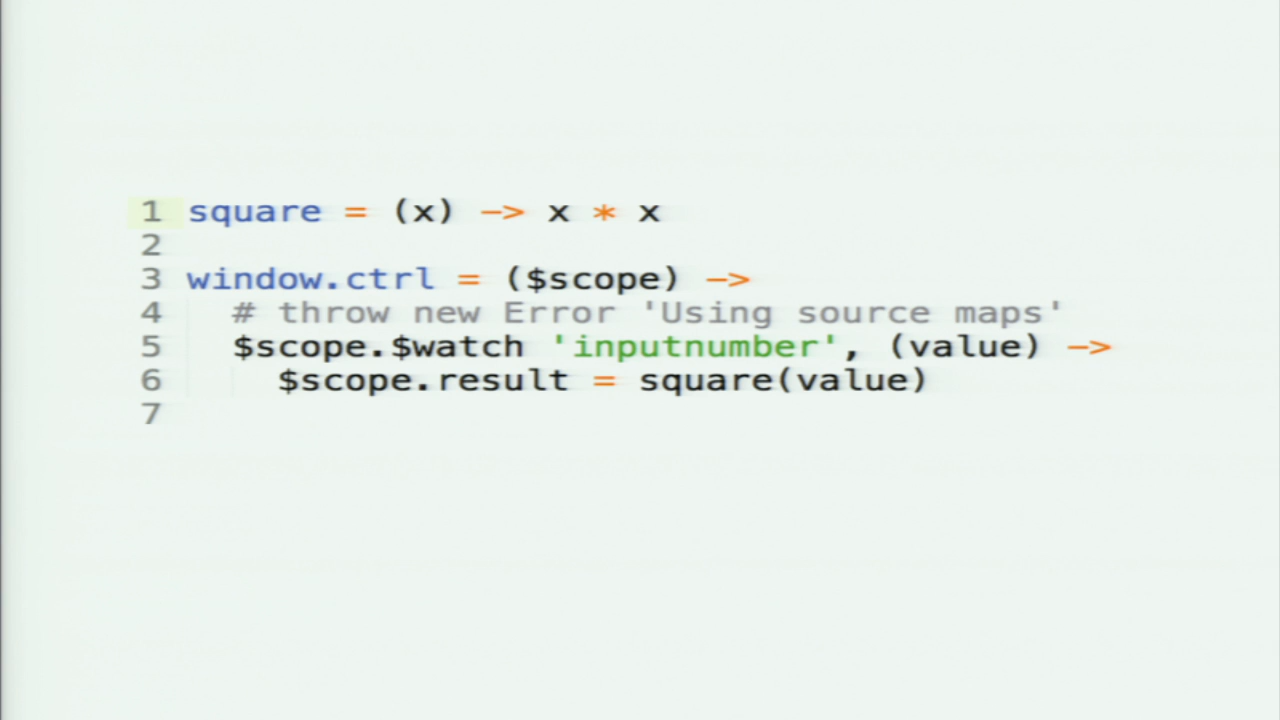 1 square = (x) -> x * x
2
3 window.ctrl = ($scope) ->
4   # throw new Error 'Using source maps'
5   $scope.$watch 'inputnumber', (value) ->
6     $scope.result = square(value)
7